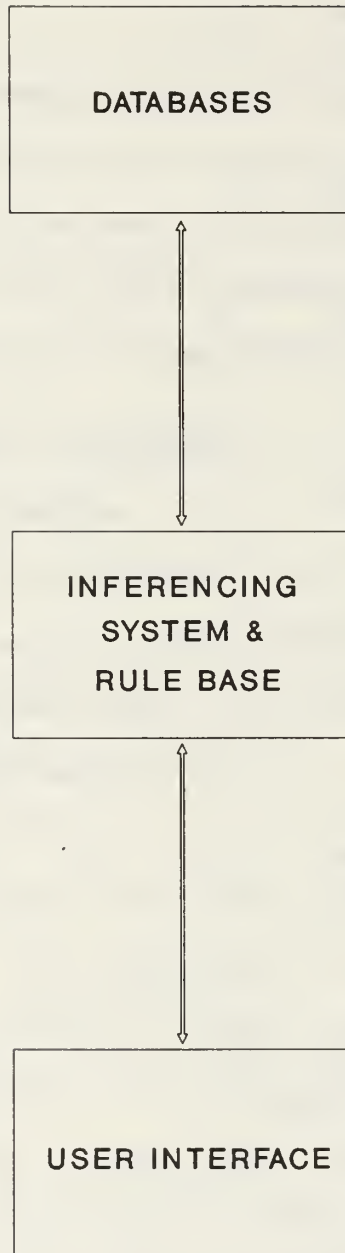 DATABASES
INFERENCING
SYSTEM &
RULE BASE
USER INTERFACE